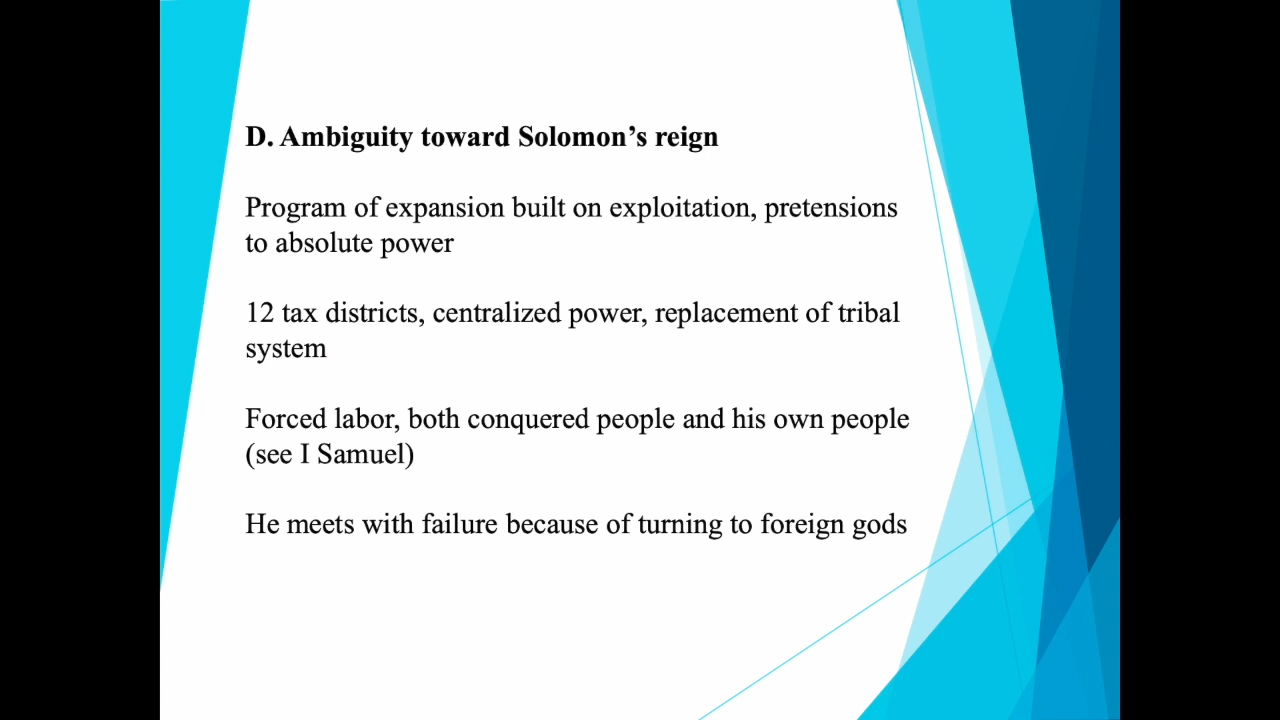 D. Ambiguity toward Solomon’s reign
Program of expansion built on exploitation, pretensions
to absolute power
12 tax districts, centralized power, replacement of tribal
system
Forced labor, both conquered people and his own people
(see I Samuel)
He meets with failure because of turning to foreign gods